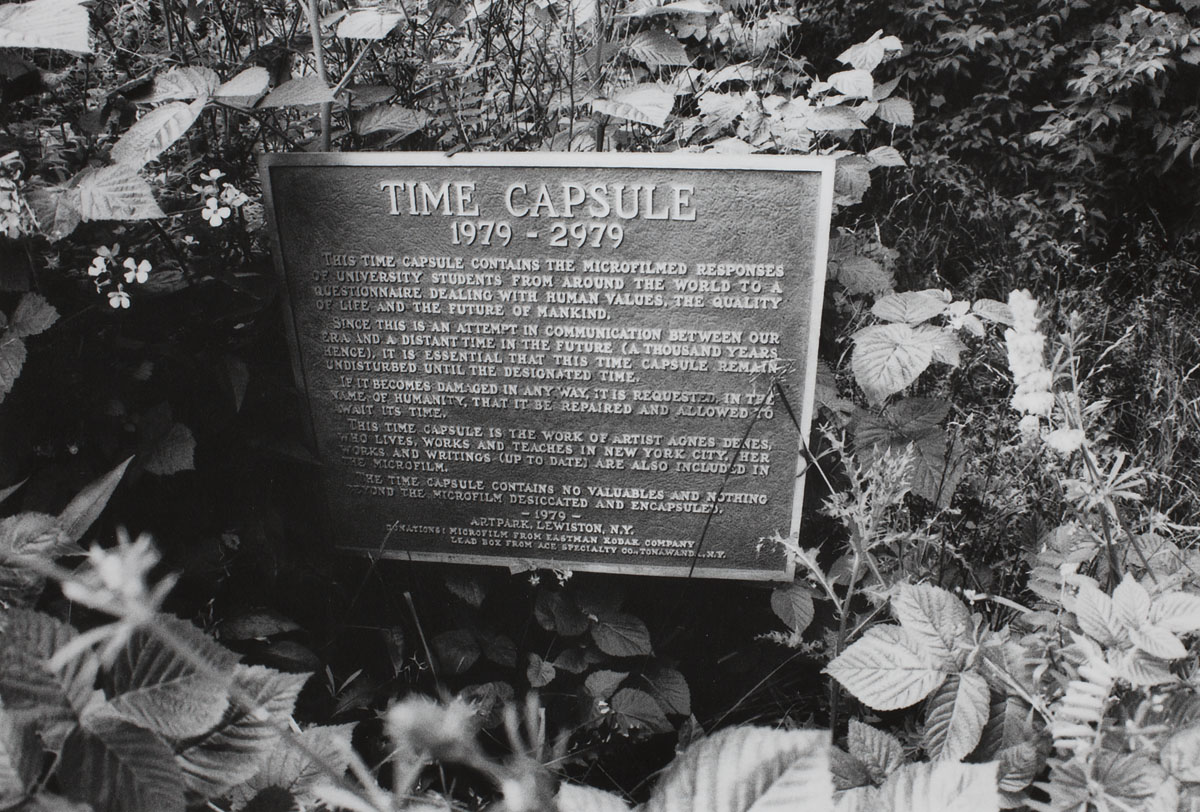 TIME CAPSULE
1979 - 2979
THIS TIME CAPSULE CONTAINS THE MICROFILMED RESPONSES
OF UNIVERSITY STUDENTS FROM AROUND THE WORLD TO A
QUESTIONNAIRE DEALING WITH HUMAN VALUES, THE QUALITY
OF LIFE AND THE FUTURE OF MANKIND.
SINCE THIS IS AN ATTEMPT IN COMMUNICATION BETWEEN OUR
ERA AND A DISTANT TIME IN THE FUTURE (A THOUSAND YEARS
HENCE), IT IS ESSENTIAL THAT THIS TIME CAPSULE REMAIN
UNDISTURBED UNTIL THE DESIGNATED TIME.
IF IT BECOMES DAMAGED IN ANY WAY, IT IS REQUESTED, IN THE
NAME OF HUMANITY, THAT IT BE REPAIRED AND ALLOWED TO
AWAIT ITS TIME.
THIS TIME CAPSULE IS THE WORK OF ARTIST AGNES DENES,
WHO LIVES, WORKS AND TEACHES IN NEW YORK CITY. HER
WORKS AND WRITINGS (UP TO DATE) ARE ALSO INCLUDED IN
THE MICROFILM.
THE TIME CAPSULE CONTAINS NO VALUABLES AND NOTHING
BEYOND THE MICROFILM DESICCATED AND ENCAPSULED.
- 1979 -
ARTPARK, LEWISTON, N.Y.
DONATIONS: MICROFILM FROM EASTMAN KODAK COMPANY
LEAD BOX FROM ACE SPECIALTY CO., TONAWANDA, N.Y.